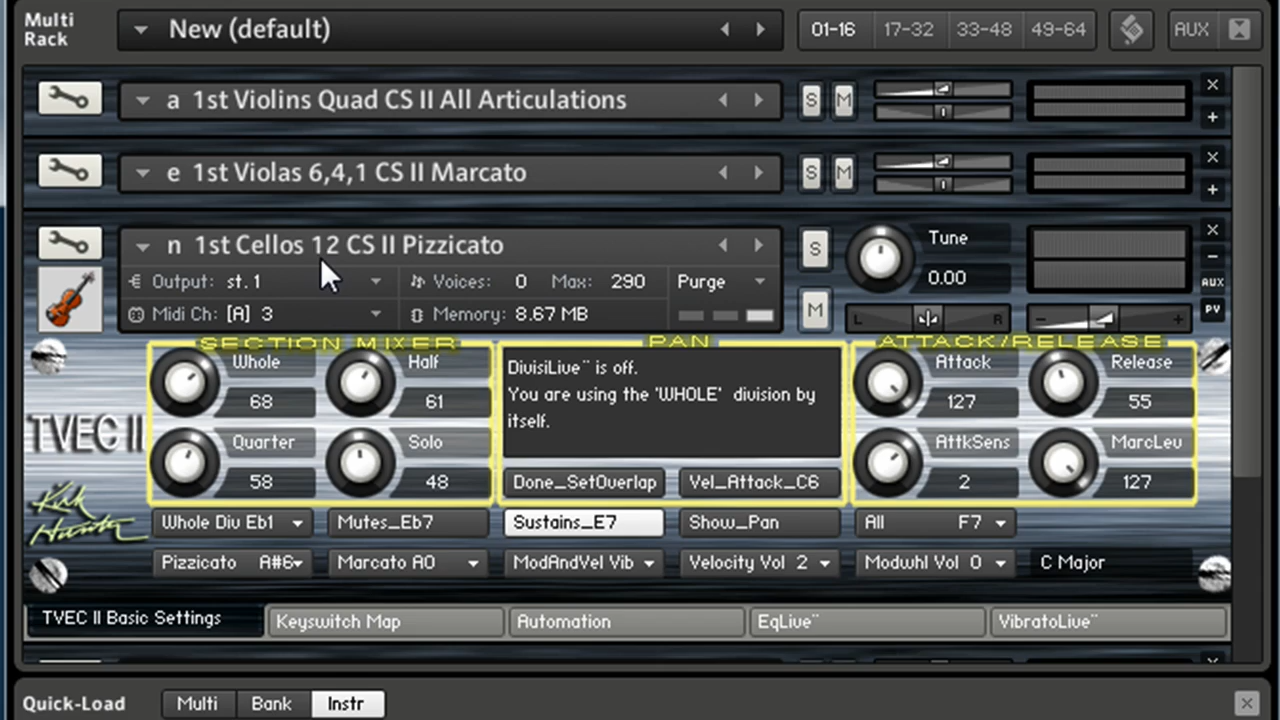 Multi Rack
New (default)
01-16 17-32 33-48 49-64 AUX
a 1st Violins Quad CS II All Articulations S M
e 1st Violas 6,4,1 CS II Marcato S M
n 1st Cellos 12 CS II Pizzicato S Tune
Output: st. 1 Voices: 0 Max: 290 Purge 0.00 AUX
Midi Ch: [A] 3 Memory: 8.67 MB M L R - + PV
SECTION MIXER PAN ATTACK/RELEASE
Whole Half DivisiLive¨ is off. Attack Release
68 61 You are using the 'WHOLE' division by itself. 127 55
TVEC II
Quarter Solo AttkSens MarcLev
58 48 Done_SetOverlap Vel_Attack_C6 2 127
Kirk Hunter
Whole Div Eb1 Mutes_Eb7 Sustains_E7 Show_Pan All F7
Pizzicato A#6 Marcato A0 ModAndVel Vib Velocity Vol 2 Modwhl Vol 0 C Major
TVEC II Basic Settings Keyswitch Map Automation EqLive¨ VibratoLive¨
Quick-Load Multi Bank Instr